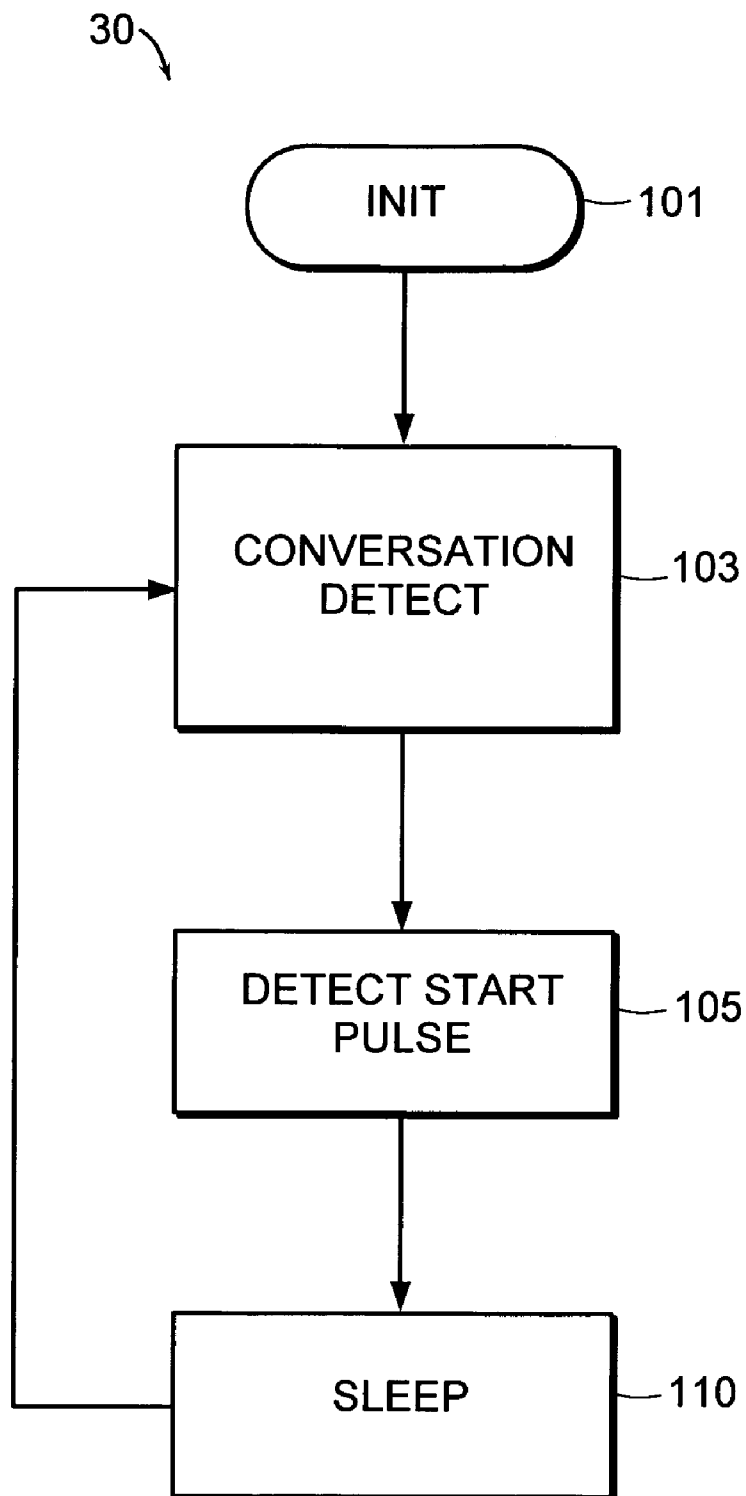 30
INIT
101
CONVERSATION
DETECT
103
DETECT START
PULSE
105
SLEEP
110